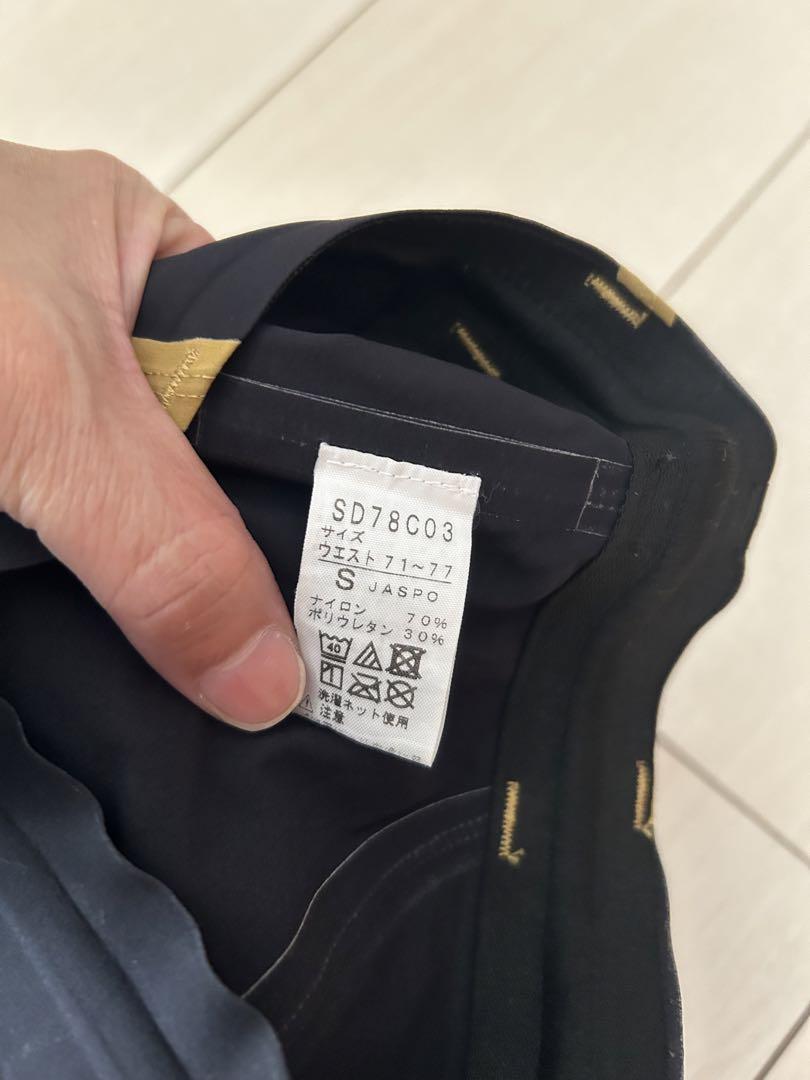 SD78C03
サイズ
ウエスト 71～77
S JASPO
ナイロン 70%
ポリウレタン 30%
40
洗濯ネット使用
注意